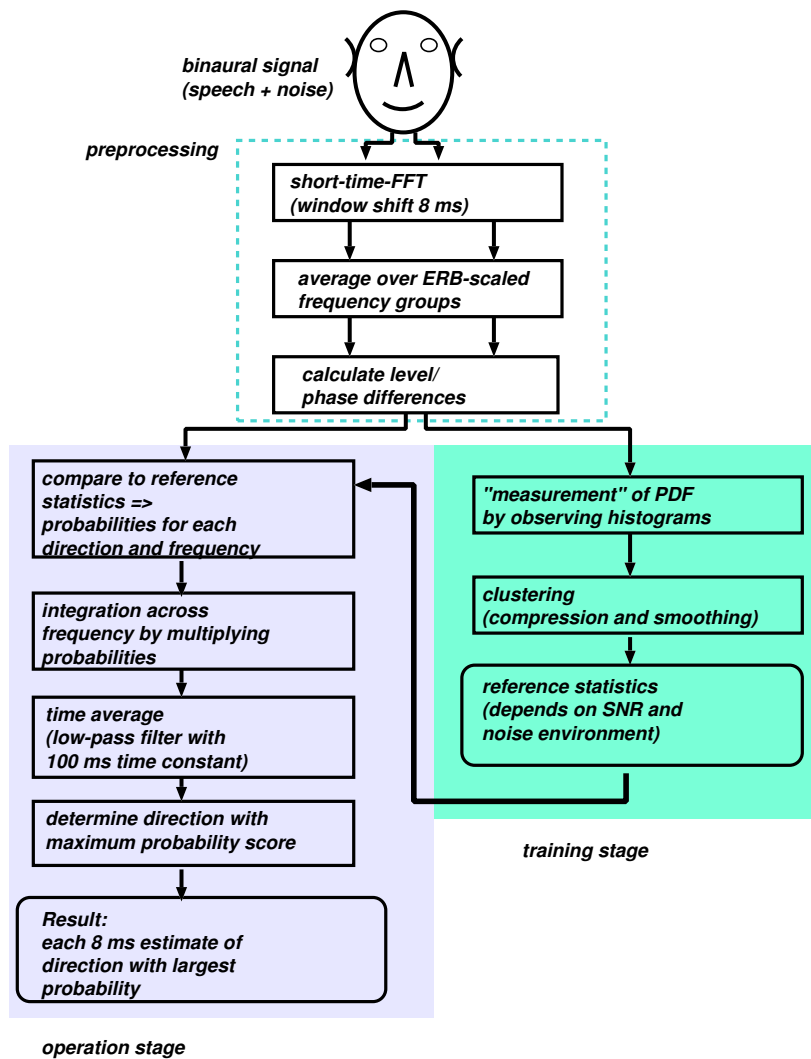 binaural signal
(speech + noise)
preprocessing
short-time-FFT
(window shift 8 ms)
average over ERB-scaled
frequency groups
calculate level/
phase differences
compare to reference
statistics =>
probabilities for each
direction and frequency
integration across
frequency by multiplying
probabilities
time average
(low-pass filter with
100 ms time constant)
determine direction with
maximum probability score
Result:
each 8 ms estimate of
direction with largest
probability
operation stage
"measurement" of PDF
by observing histograms
clustering
(compression and smoothing)
reference statistics
(depends on SNR and
noise environment)
training stage